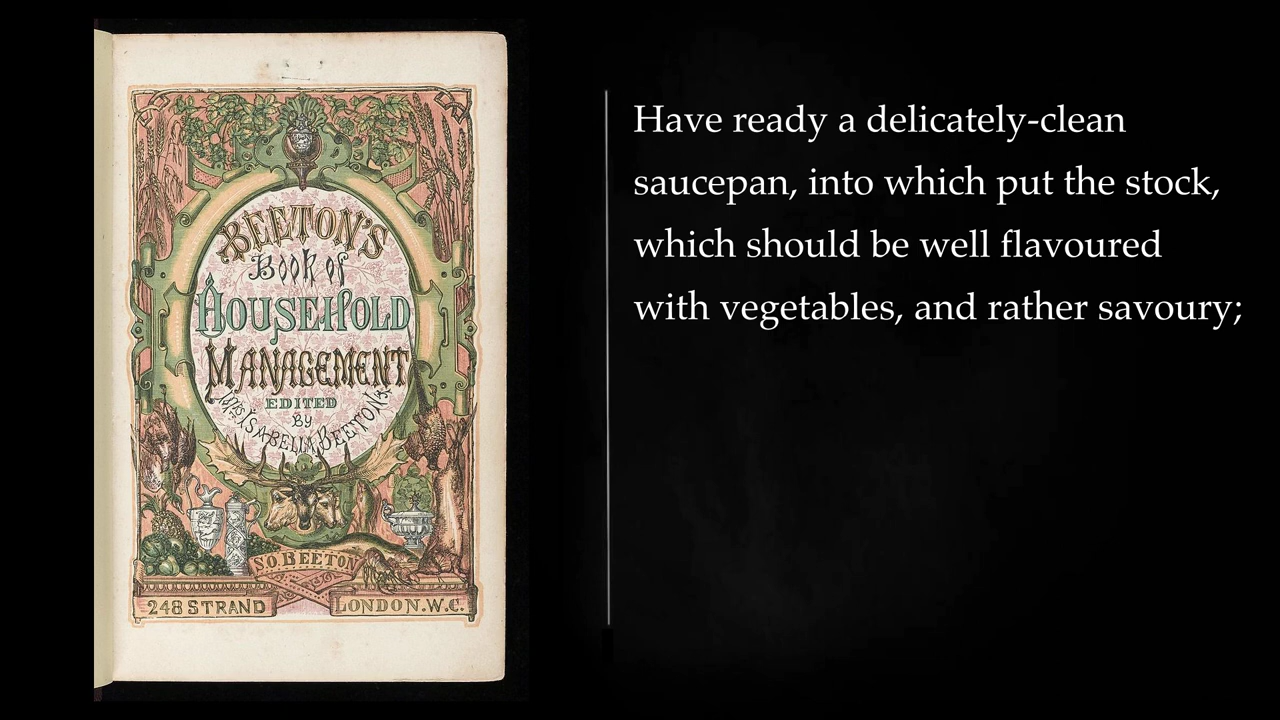 BEETON'S
Book of
HOUSEHOLD
MANAGEMENT
EDITED
BY
MRS ISABELLA BEETON
S.O. BEETON
248 STRAND
LONDON. W.C.
Have ready a delicately-clean
saucepan, into which put the stock,
which should be well flavoured
with vegetables, and rather savoury;